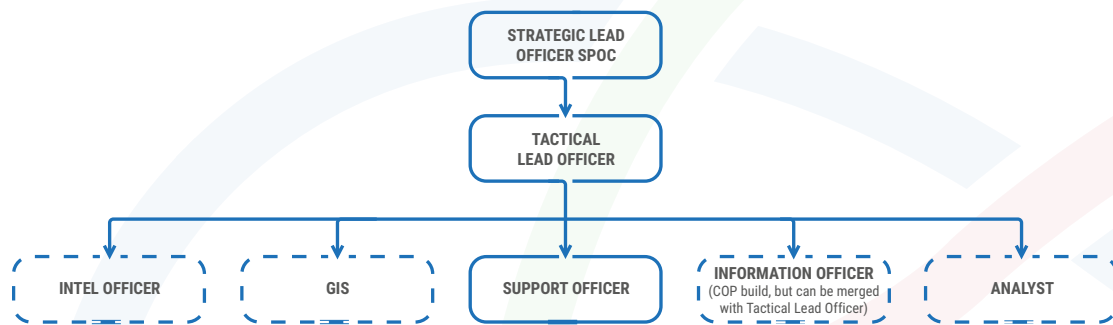 STRATEGIC LEAD
OFFICER SPOC
TACTICAL
LEAD OFFICER
INTEL OFFICER
GIS
SUPPORT OFFICER
INFORMATION OFFICER
(COP build, but can be merged
with Tactical Lead Officer)
ANALYST